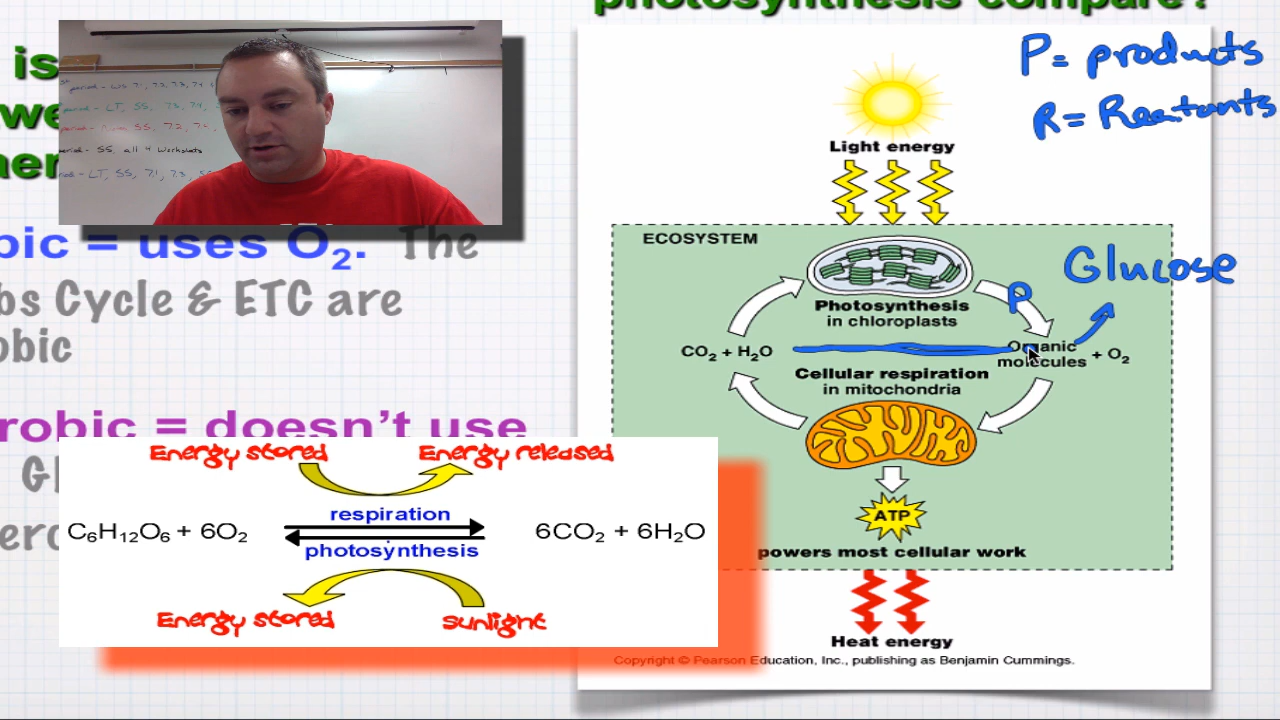 photosynthesis compare?
is
we
P= products
R= Reactants
Light energy
ECOSYSTEM
Glucose
P
Photosynthesis
in chloroplasts
CO₂ + H₂O
Organic
molecules + O₂
Cellular respiration
in mitochondria
ATP
powers most cellular work
Heat energy
Copyright © Pearson Education, Inc., publishing as Benjamin Cummings.
bic = uses O₂. The
bs Cycle & ETC are
obic
robic = doesn't use
Gl
Energy stored
Energy released
respiration
C₆H₁₂O₆ + 6O₂
6CO₂ + 6H₂O
photosynthesis
Energy stored
sunlight